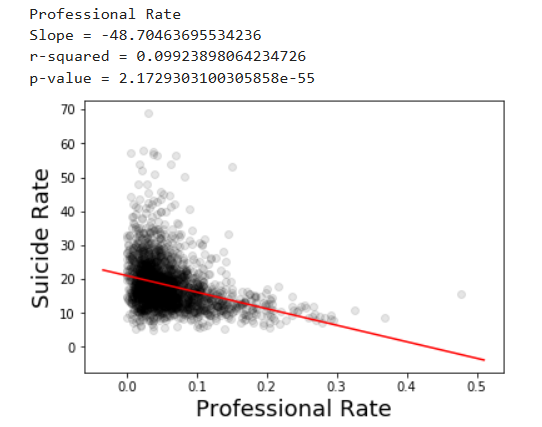 Professional Rate
Slope = -48.70463695534236
r-squared = 0.09923898064234726
p-value = 2.1729303100305858e-55
70
60
50
40
30
20
10
0
Suicide Rate
0.0 0.1 0.2 0.3 0.4 0.5
Professional Rate